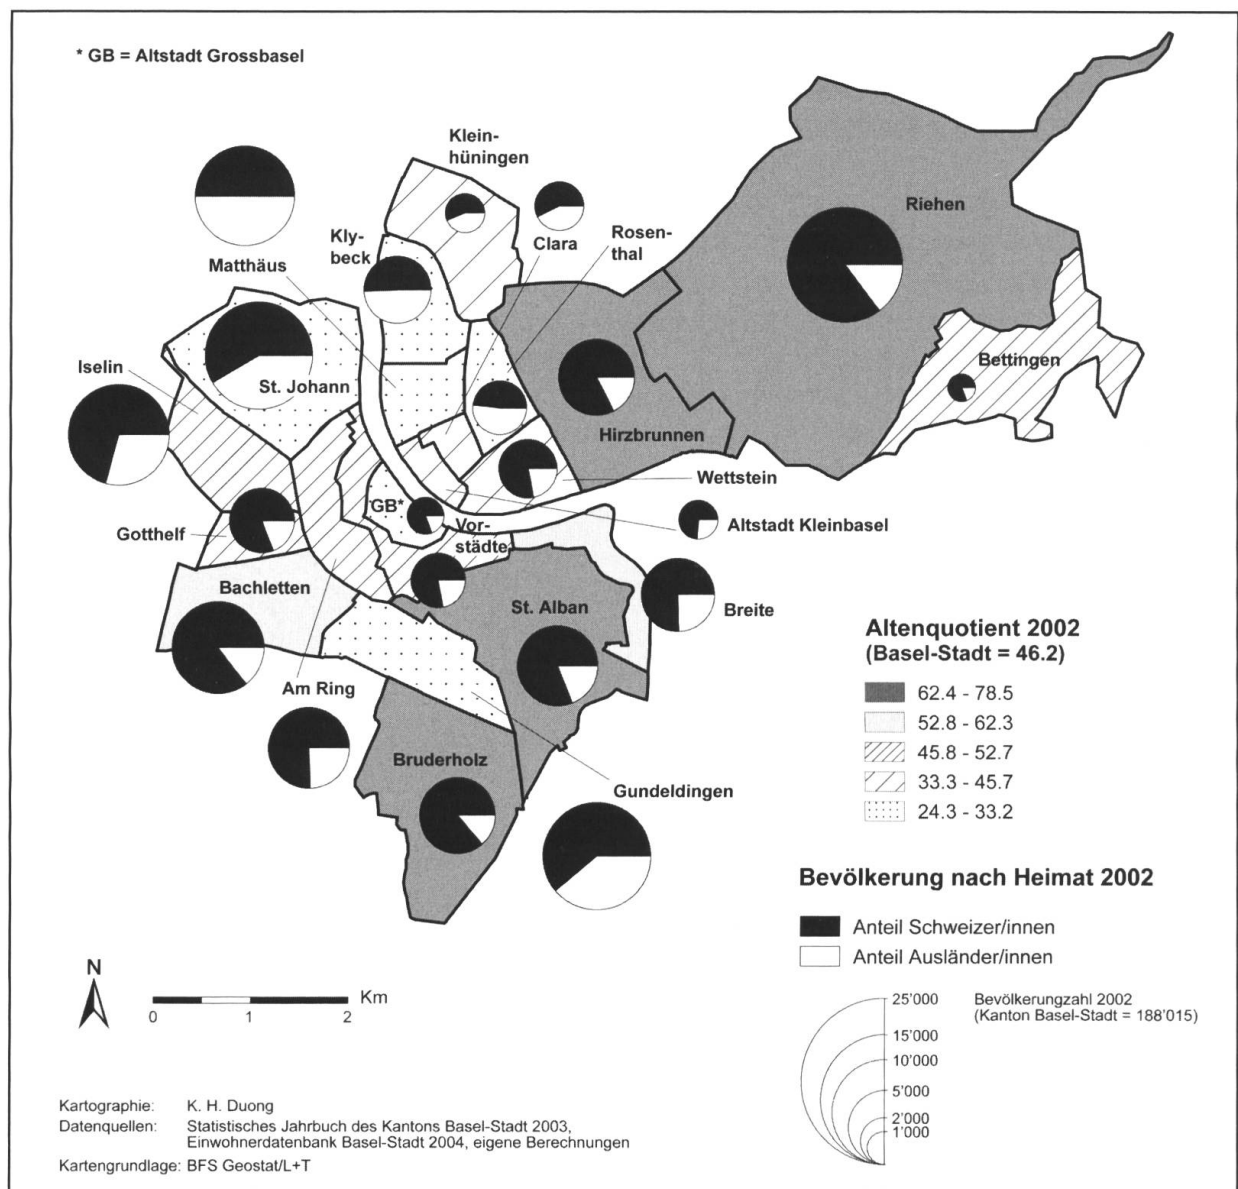 * GB = Altstadt Grossbasel
Klein-
hüningen
Riehen
Rosen-
thal
Clara
Kly-
beck
Matthäus
Bettingen
Iselin
St. Johann
Hirzbrunnen
Wettstein
GB*
Altstadt Kleinbasel
Vor-
städte
Gotthelf
Bachletten
St. Alban
Breite
Am Ring
Bruderholz
Gundeldingen
Altenquotient 2002
(Basel-Stadt = 46.2)
62.4 - 78.5
52.8 - 62.3
45.8 - 52.7
33.3 - 45.7
24.3 - 33.2
Bevölkerung nach Heimat 2002
Anteil Schweizer/innen
Anteil Ausländer/innen
25'000
15'000
10'000
5'000
2'000
1'000
Bevölkerungzahl 2002
(Kanton Basel-Stadt = 188'015)
N
Km
0 1 2
Kartographie: K. H. Duong
Datenquellen: Statistisches Jahrbuch des Kantons Basel-Stadt 2003,
Einwohnerdatenbank Basel-Stadt 2004, eigene Berechnungen
Kartengrundlage: BFS Geostat/L+T